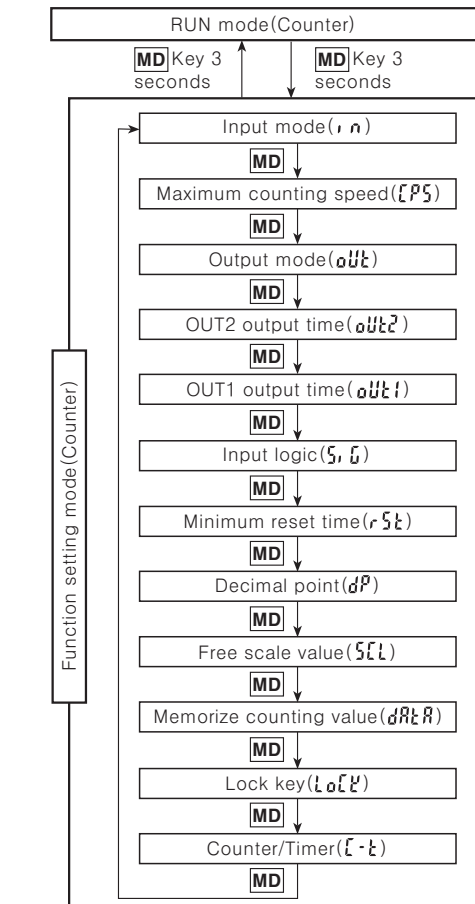 RUN mode(Counter)
MD Key 3 seconds
MD Key 3 seconds
Function setting mode(Counter)
Input mode(in)
MD
Maximum counting speed(CPS)
MD
Output mode(oUt)
MD
OUT2 output time(oUt2)
MD
OUT1 output time(oUt1)
MD
Input logic(SiG)
MD
Minimum reset time(rSt)
MD
Decimal point(dP)
MD
Free scale value(SCL)
MD
Memorize counting value(dAtA)
MD
Lock key(LoCK)
MD
Counter/Timer(C-t)
MD